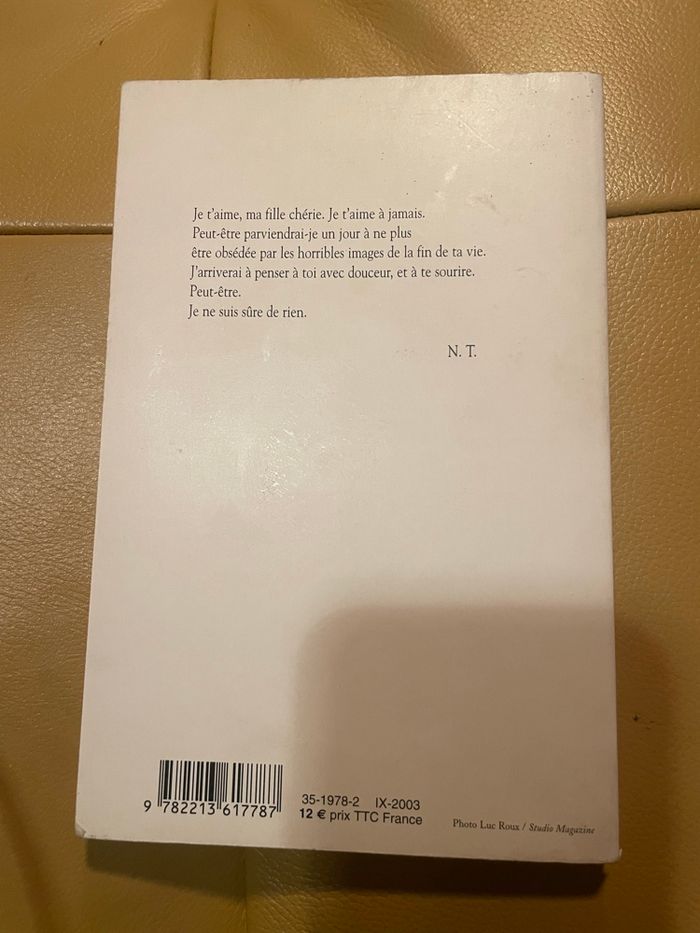 Je t'aime, ma fille chérie. Je t'aime à jamais.
Peut-être parviendrai-je un jour à ne plus
être obsédée par les horribles images de la fin de ta vie.
J'arriverai à penser à toi avec douceur, et à te sourire.
Peut-être.
Je ne suis sûre de rien.
N. T.
9 782213 617787
35-1978-2 IX-2003
12 € prix TTC France
Photo Luc Roux / Studio Magazine